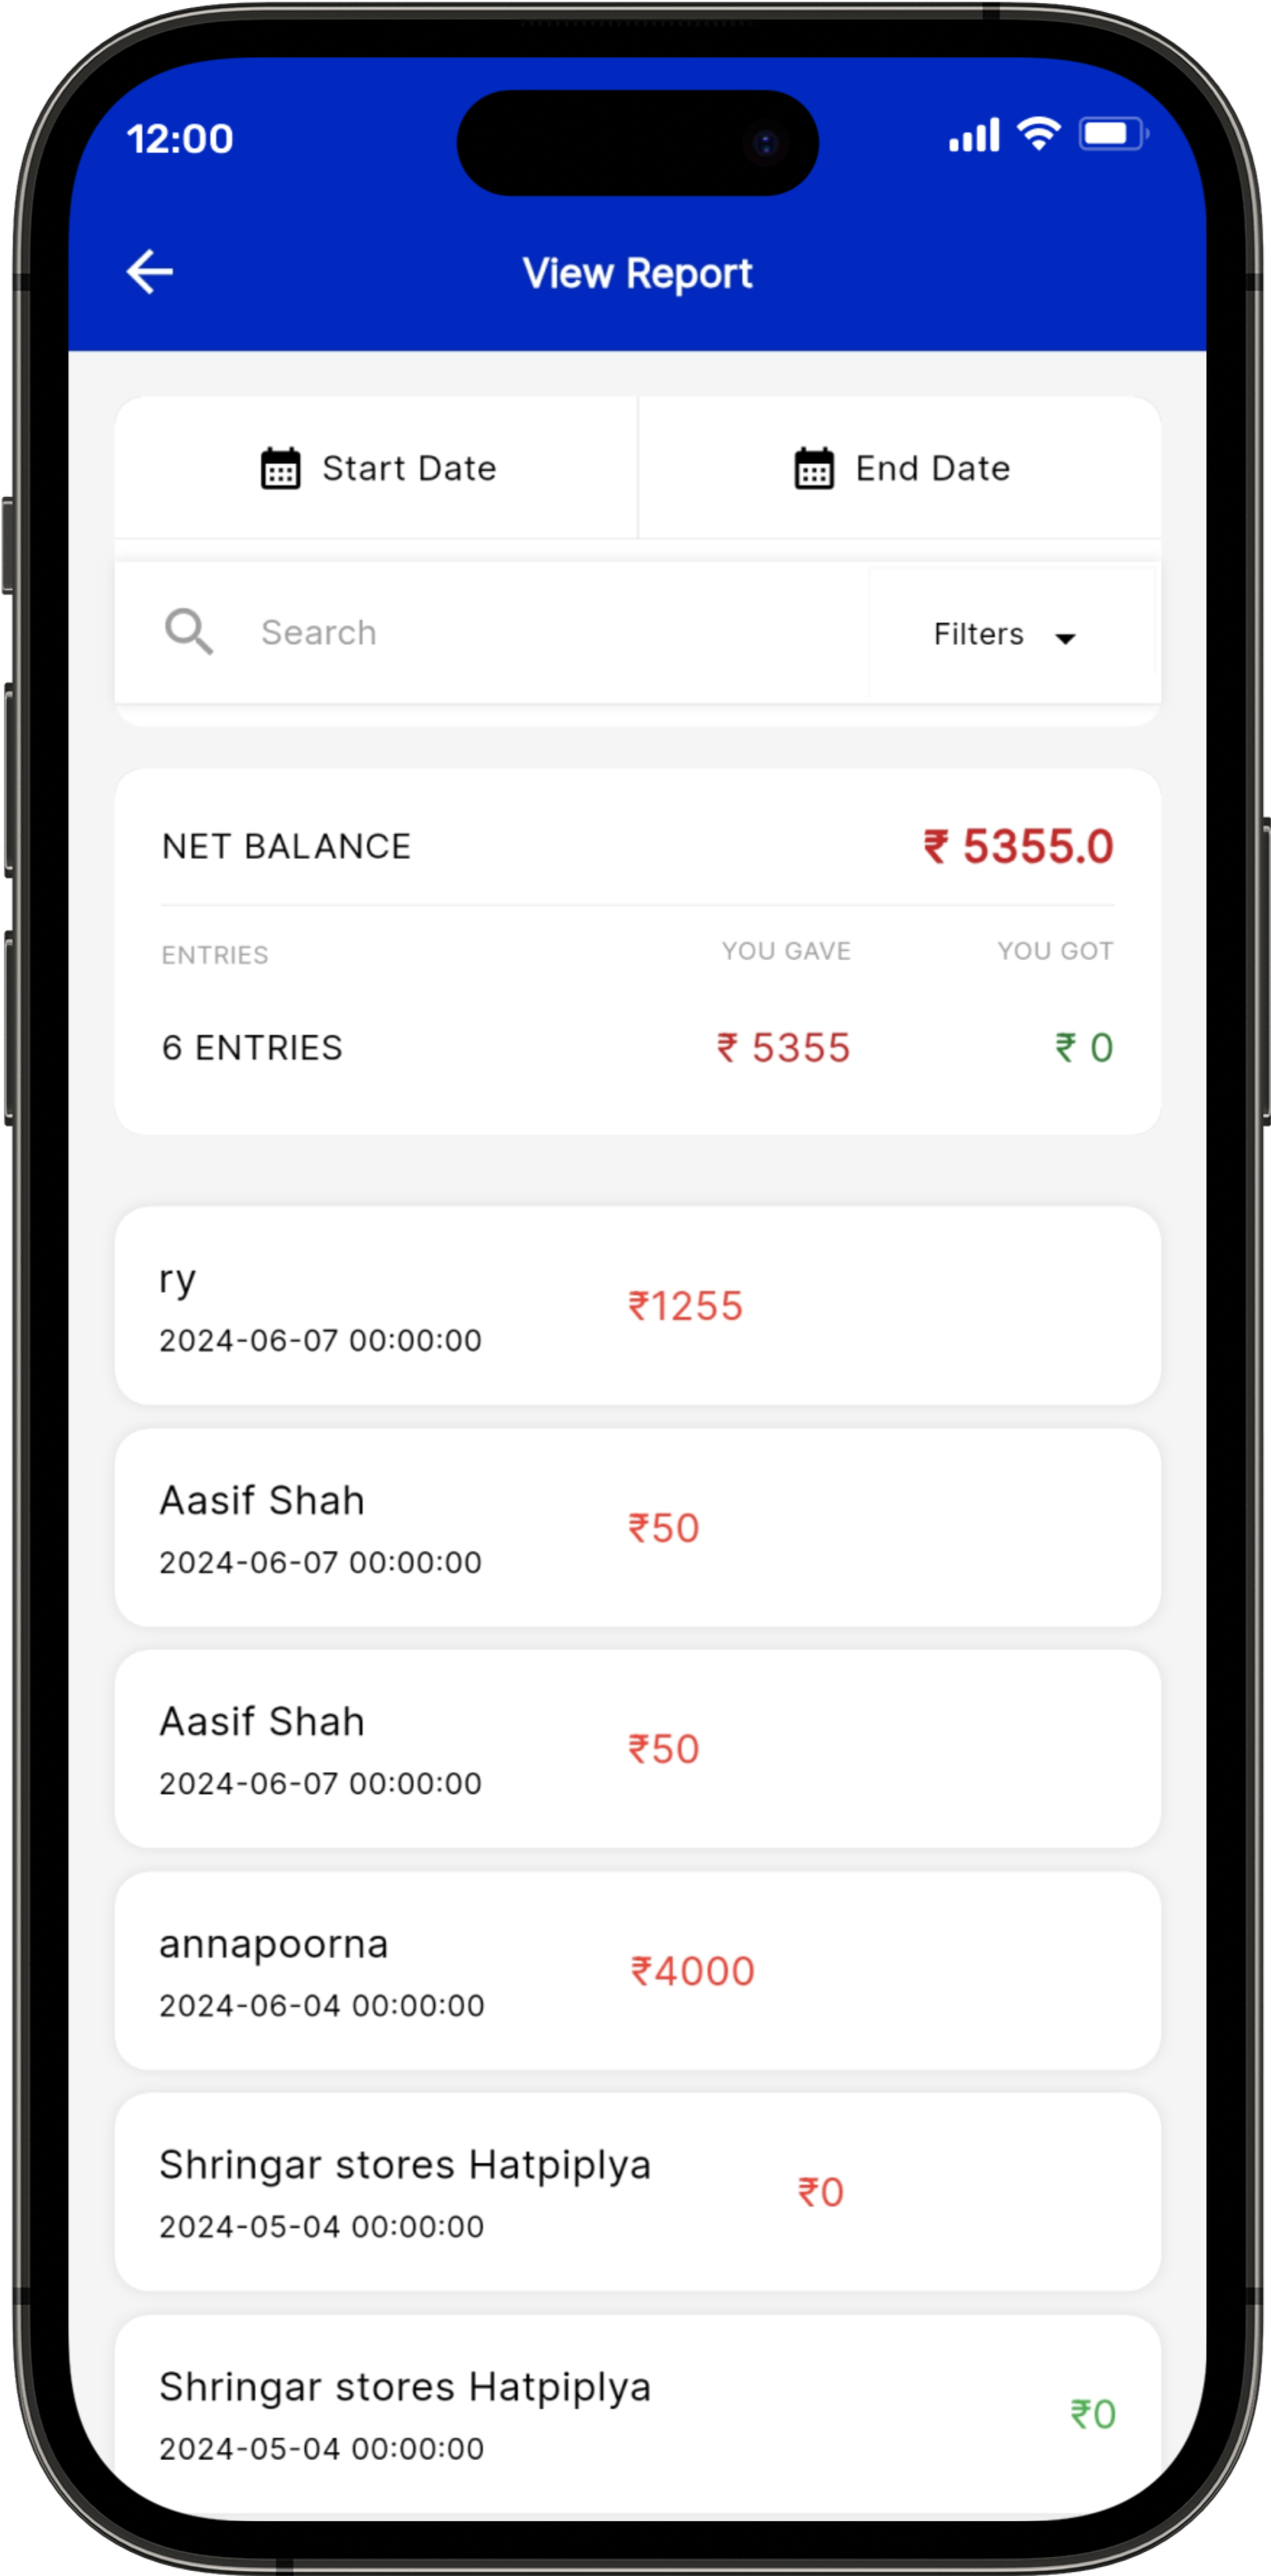 12:00
View Report
Start Date
End Date
Search
Filters
NET BALANCE
₹ 5355.0
ENTRIES
YOU GAVE
YOU GOT
6 ENTRIES
₹ 5355
₹ 0
ry
₹1255
2024-06-07 00:00:00
Aasif Shah
₹50
2024-06-07 00:00:00
Aasif Shah
₹50
2024-06-07 00:00:00
annapoorna
₹4000
2024-06-04 00:00:00
Shringar stores Hatpiplya
₹0
2024-05-04 00:00:00
Shringar stores Hatpiplya
₹0
2024-05-04 00:00:00